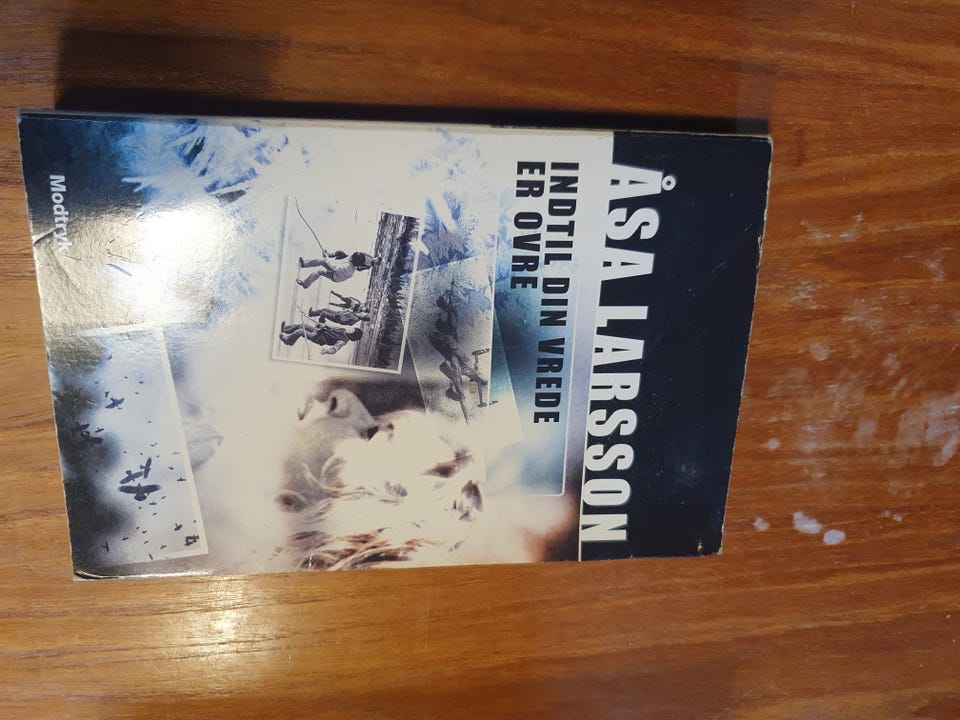 ÅSA LARSSON
INDTIL DIN VREDE
ER OVRE
Modtryk